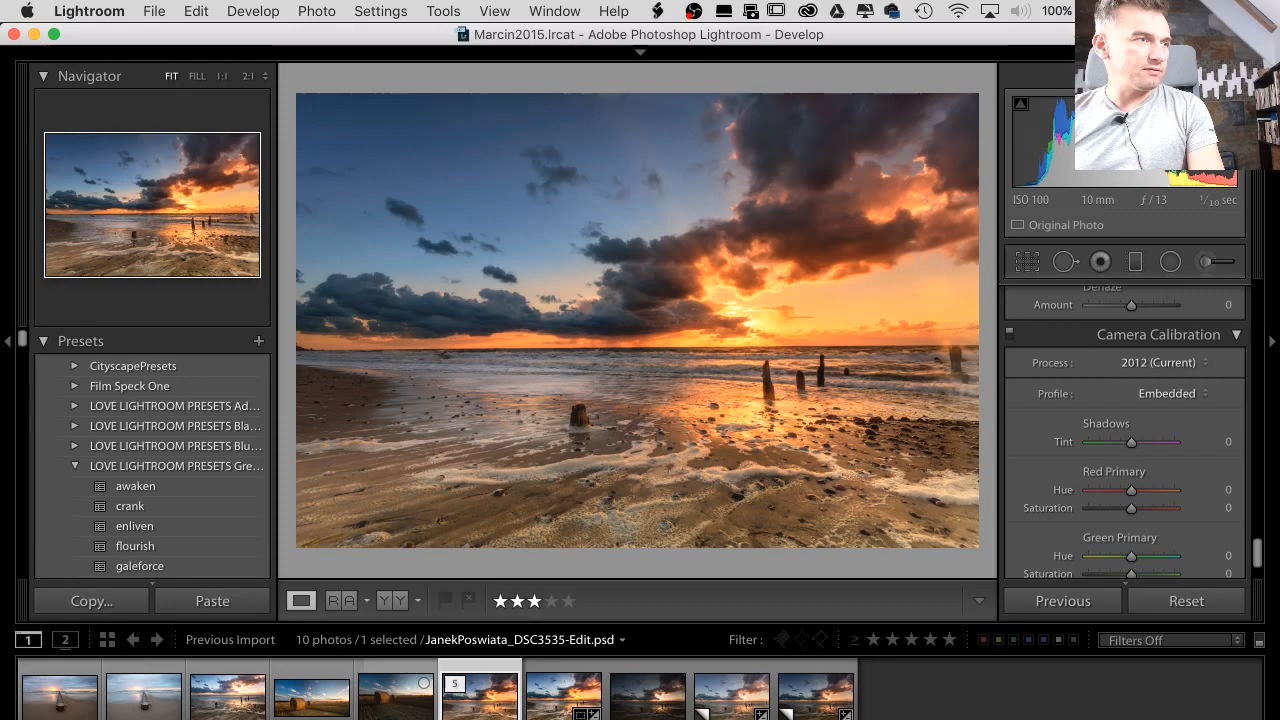 Lightroom File Edit Develop Photo Settings Tools View Window Help 100%
Marcin2015.lrcat - Adobe Photoshop Lightroom - Develop
Navigator FIT FILL 1:1 2:1
Presets +
CityscapePresets
Film Speck One
LOVE LIGHTROOM PRESETS Ad...
LOVE LIGHTROOM PRESETS Bla...
LOVE LIGHTROOM PRESETS Blu...
LOVE LIGHTROOM PRESETS Gre...
awaken
crank
enliven
flourish
galeforce
Copy... Paste
R A Y Y
ISO 100 10 mm ƒ / 13 1/10 sec
Original Photo
Dehaze
Amount 0
Camera Calibration
Process : 2012 (Current)
Profile : Embedded
Shadows
Tint 0
Red Primary
Hue 0
Saturation 0
Green Primary
Hue 0
Saturation 0
Previous Reset
1 2 Previous Import 10 photos / 1 selected / JanekPoswiata_DSC3535-Edit.psd Filter : ≥ Filters Off
5